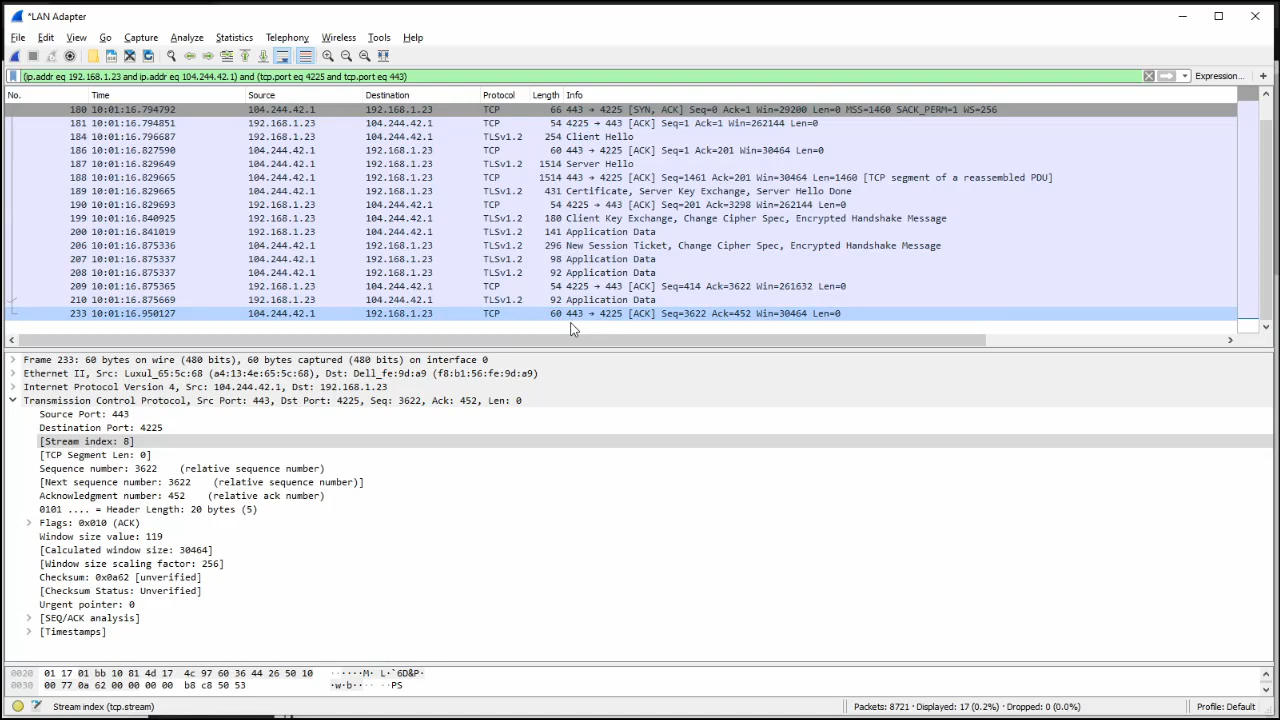 *LAN Adapter
File Edit View Go Capture Analyze Statistics Telephony Wireless Tools Help
(ip.addr eq 192.168.1.23 and ip.addr eq 104.244.42.1) and (tcp.port eq 4225 and tcp.port eq 443) Expression... +
No. Time Source Destination Protocol Length Info
180 10:01:16.794792 104.244.42.1 192.168.1.23 TCP 66 443 → 4225 [SYN, ACK] Seq=0 Ack=1 Win=29200 Len=0 MSS=1460 SACK_PERM=1 WS=256
181 10:01:16.794851 192.168.1.23 104.244.42.1 TCP 54 4225 → 443 [ACK] Seq=1 Ack=1 Win=262144 Len=0
184 10:01:16.796687 192.168.1.23 104.244.42.1 TLSv1.2 254 Client Hello
186 10:01:16.827590 104.244.42.1 192.168.1.23 TCP 60 443 → 4225 [ACK] Seq=1 Ack=201 Win=30464 Len=0
187 10:01:16.829649 104.244.42.1 192.168.1.23 TLSv1.2 1514 Server Hello
188 10:01:16.829665 104.244.42.1 192.168.1.23 TCP 1514 443 → 4225 [ACK] Seq=1461 Ack=201 Win=30464 Len=1460 [TCP segment of a reassembled PDU]
189 10:01:16.829665 104.244.42.1 192.168.1.23 TLSv1.2 431 Certificate, Server Key Exchange, Server Hello Done
190 10:01:16.829693 192.168.1.23 104.244.42.1 TCP 54 4225 → 443 [ACK] Seq=201 Ack=3298 Win=262144 Len=0
199 10:01:16.840925 192.168.1.23 104.244.42.1 TLSv1.2 180 Client Key Exchange, Change Cipher Spec, Encrypted Handshake Message
200 10:01:16.841019 192.168.1.23 104.244.42.1 TLSv1.2 141 Application Data
206 10:01:16.875337 104.244.42.1 192.168.1.23 TLSv1.2 296 New Session Ticket, Change Cipher Spec, Encrypted Handshake Message
207 10:01:16.875337 104.244.42.1 192.168.1.23 TLSv1.2 98 Application Data
208 10:01:16.875337 104.244.42.1 192.168.1.23 TLSv1.2 92 Application Data
209 10:01:16.875365 192.168.1.23 104.244.42.1 TCP 54 4225 → 443 [ACK] Seq=414 Ack=3622 Win=261632 Len=0
210 10:01:16.875669 192.168.1.23 104.244.42.1 TLSv1.2 92 Application Data
233 10:01:16.950127 104.244.42.1 192.168.1.23 TCP 60 443 → 4225 [ACK] Seq=3622 Ack=452 Win=30464 Len=0
Frame 233: 60 bytes on wire (480 bits), 60 bytes captured (480 bits) on interface 0
Ethernet II, Src: Luxul_65:5c:68 (a4:13:4e:65:5c:68), Dst: Dell_fe:9d:a9 (f8:b1:56:fe:9d:a9)
Internet Protocol Version 4, Src: 104.244.42.1, Dst: 192.168.1.23
Transmission Control Protocol, Src Port: 443, Dst Port: 4225, Seq: 3622, Ack: 452, Len: 0
Source Port: 443
Destination Port: 4225
[Stream index: 8]
[TCP Segment Len: 0]
Sequence number: 3622 (relative sequence number)
[Next sequence number: 3622 (relative sequence number)]
Acknowledgment number: 452 (relative ack number)
0101 .... = Header Length: 20 bytes (5)
Flags: 0x010 (ACK)
Window size value: 119
[Calculated window size: 30464]
[Window size scaling factor: 256]
Checksum: 0x0a62 [unverified]
[Checksum Status: Unverified]
Urgent pointer: 0
[SEQ/ACK analysis]
[Timestamps]
0020 01 17 01 bb 10 81 4d 17 4c 97 60 36 44 26 50 10 ······M· L·`6D&P·
0030 00 77 0a 62 00 00 00 00 b8 c8 50 53 ·w·b···· ··PS
Stream index (tcp.stream) Packets: 8721 · Displayed: 17 (0.2%) · Dropped: 0 (0.0%) Profile: Default